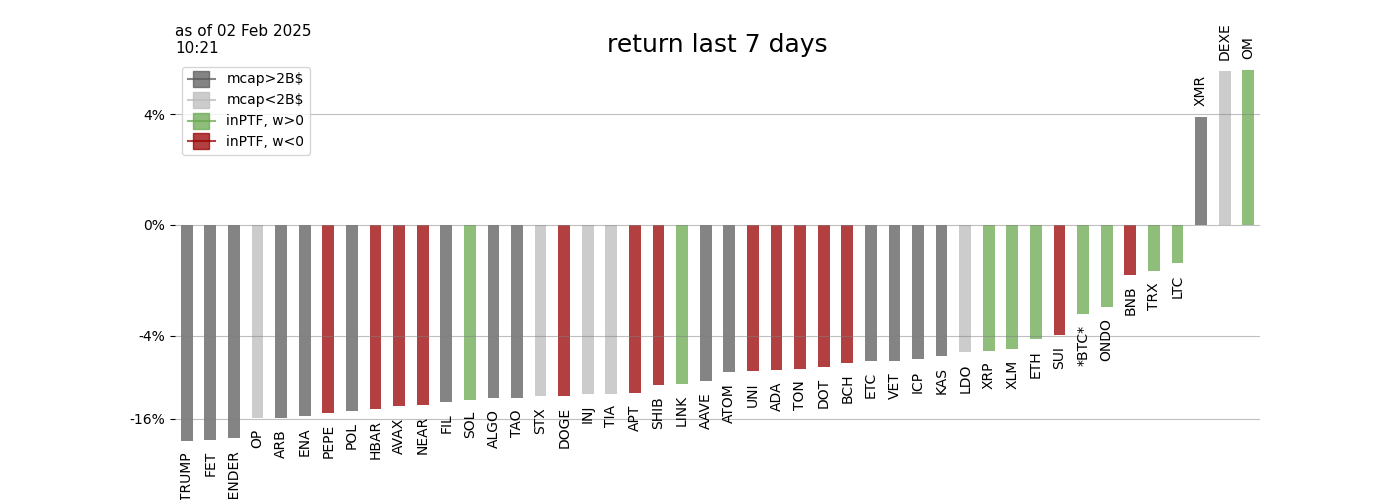 as of 02 Feb 2025
10:21
return last 7 days
mcap>2B$
mcap<2B$
inPTF, w>0
inPTF, w<0
4%
0%
-4%
-16%
TRUMP
FET
ENDER
OP
ARB
ENA
PEPE
POL
HBAR
AVAX
NEAR
FIL
SOL
ALGO
TAO
STX
DOGE
INJ
TIA
APT
SHIB
LINK
AAVE
ATOM
UNI
ADA
TON
DOT
BCH
ETC
VET
ICP
KAS
LDO
XRP
XLM
ETH
SUI
*BTC*
ONDO
BNB
TRX
LTC
XMR
DEXE
OM